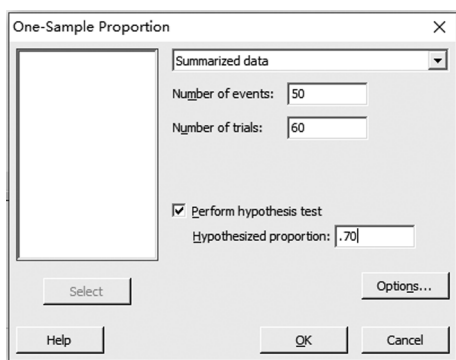 One-Sample Proportion
Summarized data
Number of events: 50
Number of trials: 60
Perform hypothesis test
Hypothesized proportion: .70
Select
Options...
Help
OK
Cancel